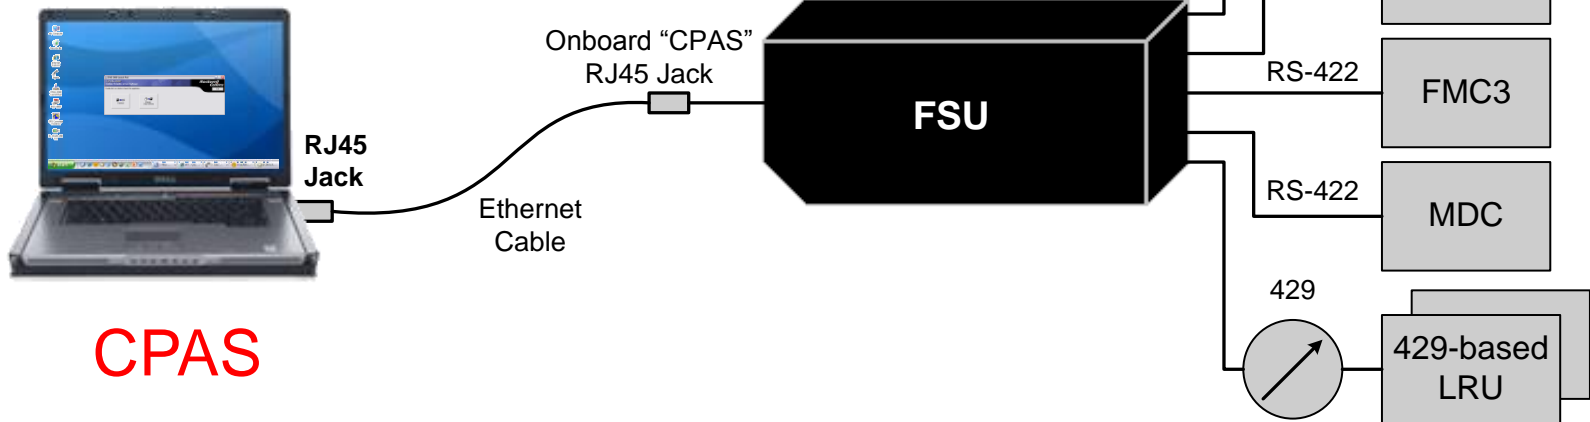 Onboard “CPAS”
RJ45 Jack
RS-422
FMC3
FSU
RJ45
Jack
RS-422
MDC
Ethernet
Cable
429
CPAS
429-based
LRU